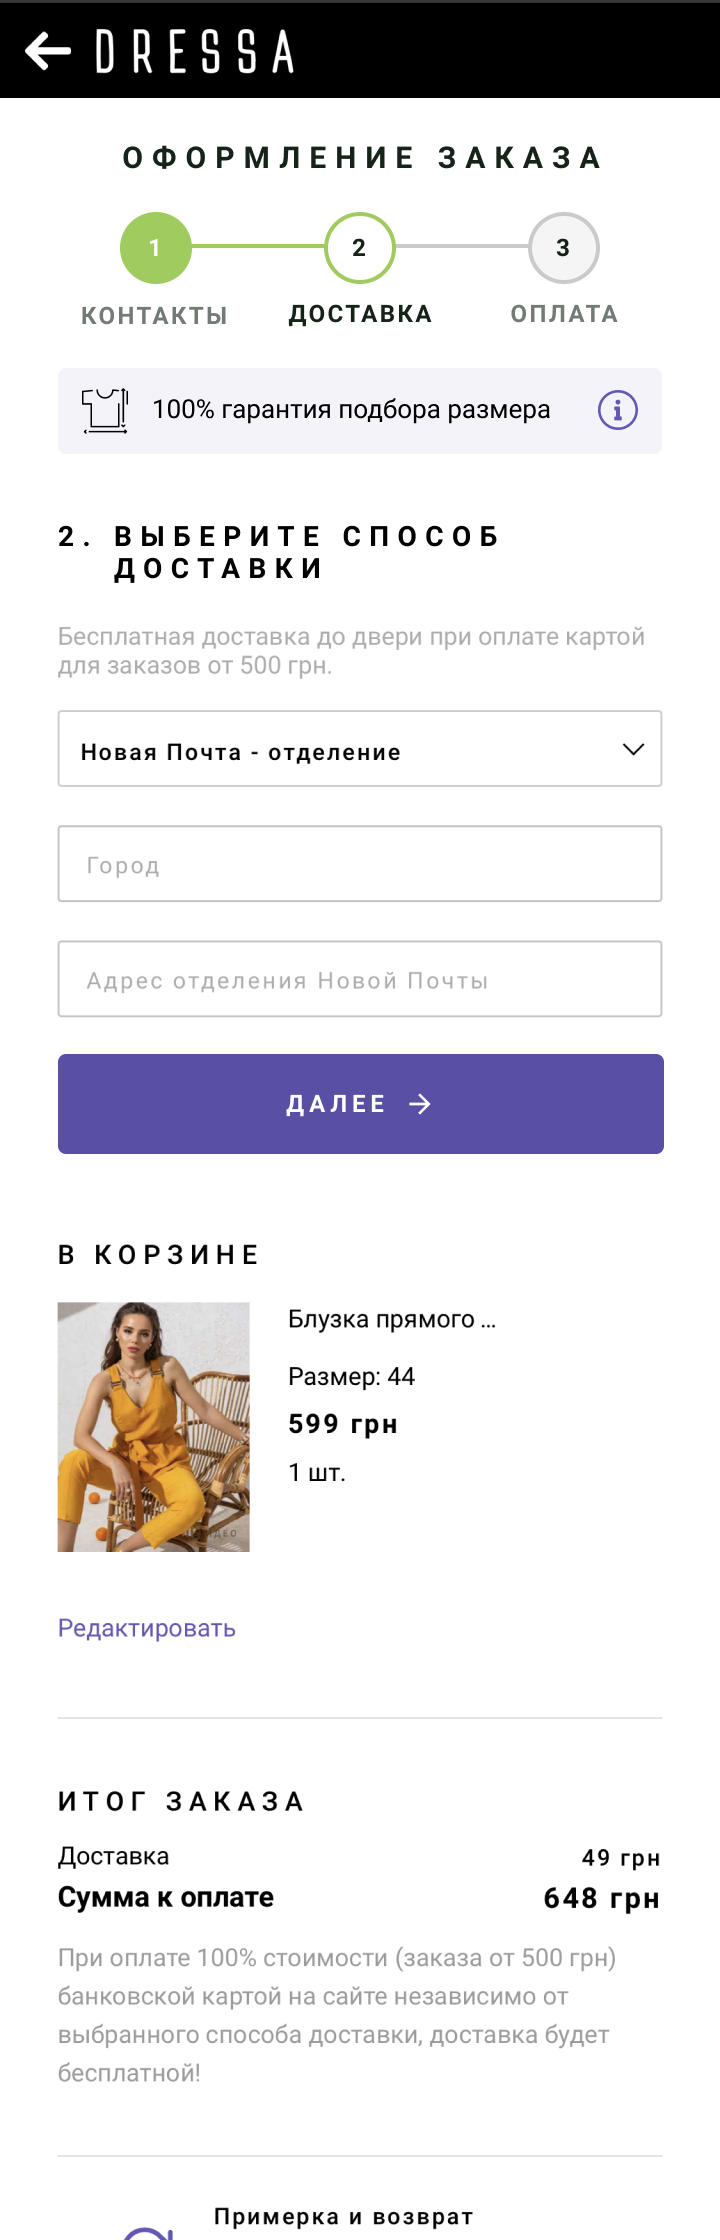 DRESSA
ОФОРМЛЕНИЕ ЗАКАЗА
1 2 3
КОНТАКТЫ ДОСТАВКА ОПЛАТА
100% гарантия подбора размера
2. ВЫБЕРИТЕ СПОСОБ
ДОСТАВКИ
Бесплатная доставка до двери при оплате картой
для заказов от 500 грн.
Новая Почта - отделение
Город
Адрес отделения Новой Почты
ДАЛЕЕ →
В КОРЗИНЕ
Блузка прямого ...
Размер: 44
599 грн
1 шт.
Редактировать
ИТОГ ЗАКАЗА
Доставка 49 грн
Сумма к оплате 648 грн
При оплате 100% стоимости (заказа от 500 грн)
банковской картой на сайте независимо от
выбранного способа доставки, доставка будет
бесплатной!
Примерка и возврат